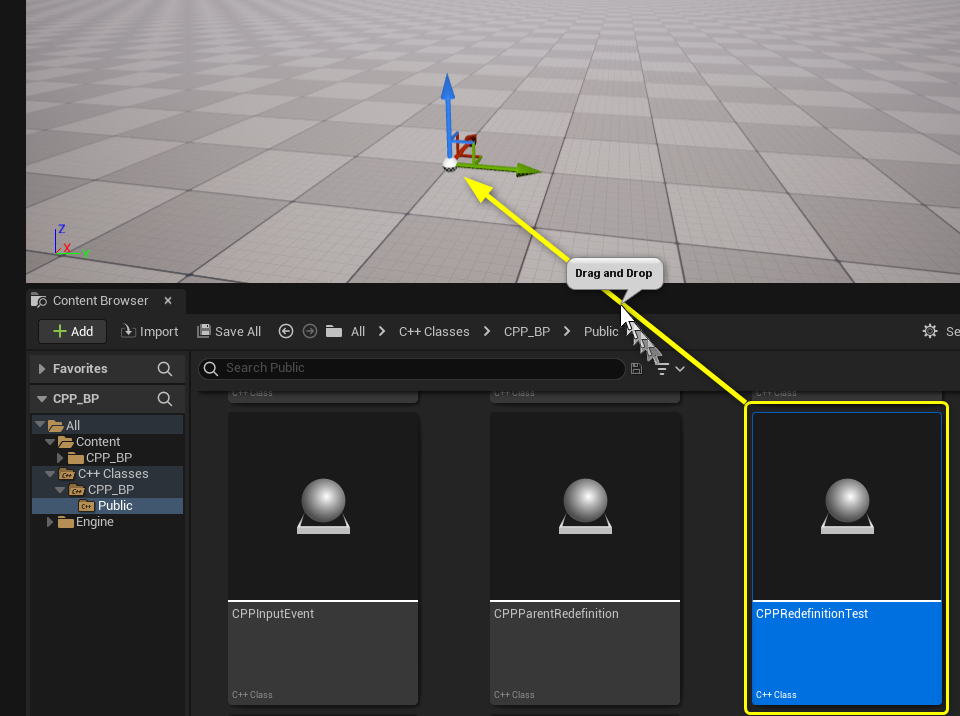 Z
X
Y
Drag and Drop
Content Browser
Add
Import
Save All
All
C++ Classes
CPP_BP
Public
Se
Favorites
Search Public
CPP_BP
C++ Class
C++ Class
C++ Class
All
Content
CPP_BP
C++ Classes
CPP_BP
Public
Engine
CPPInputEvent
CPPParentRedefinition
CPPRedefinitionTest
C++ Class
C++ Class
C++ Class